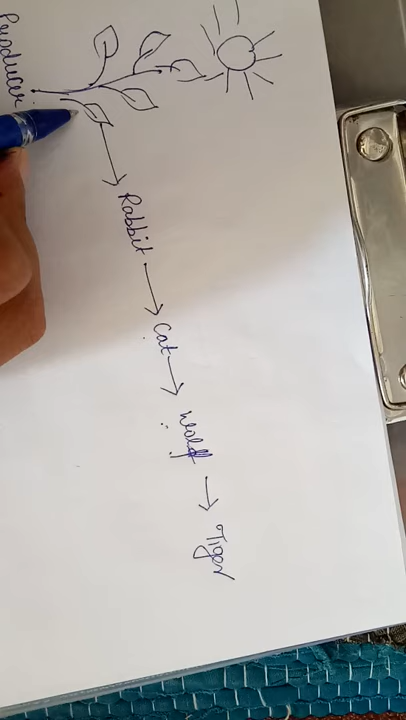 Producer
→ Rabbit → Cat → Wolf → Tiger